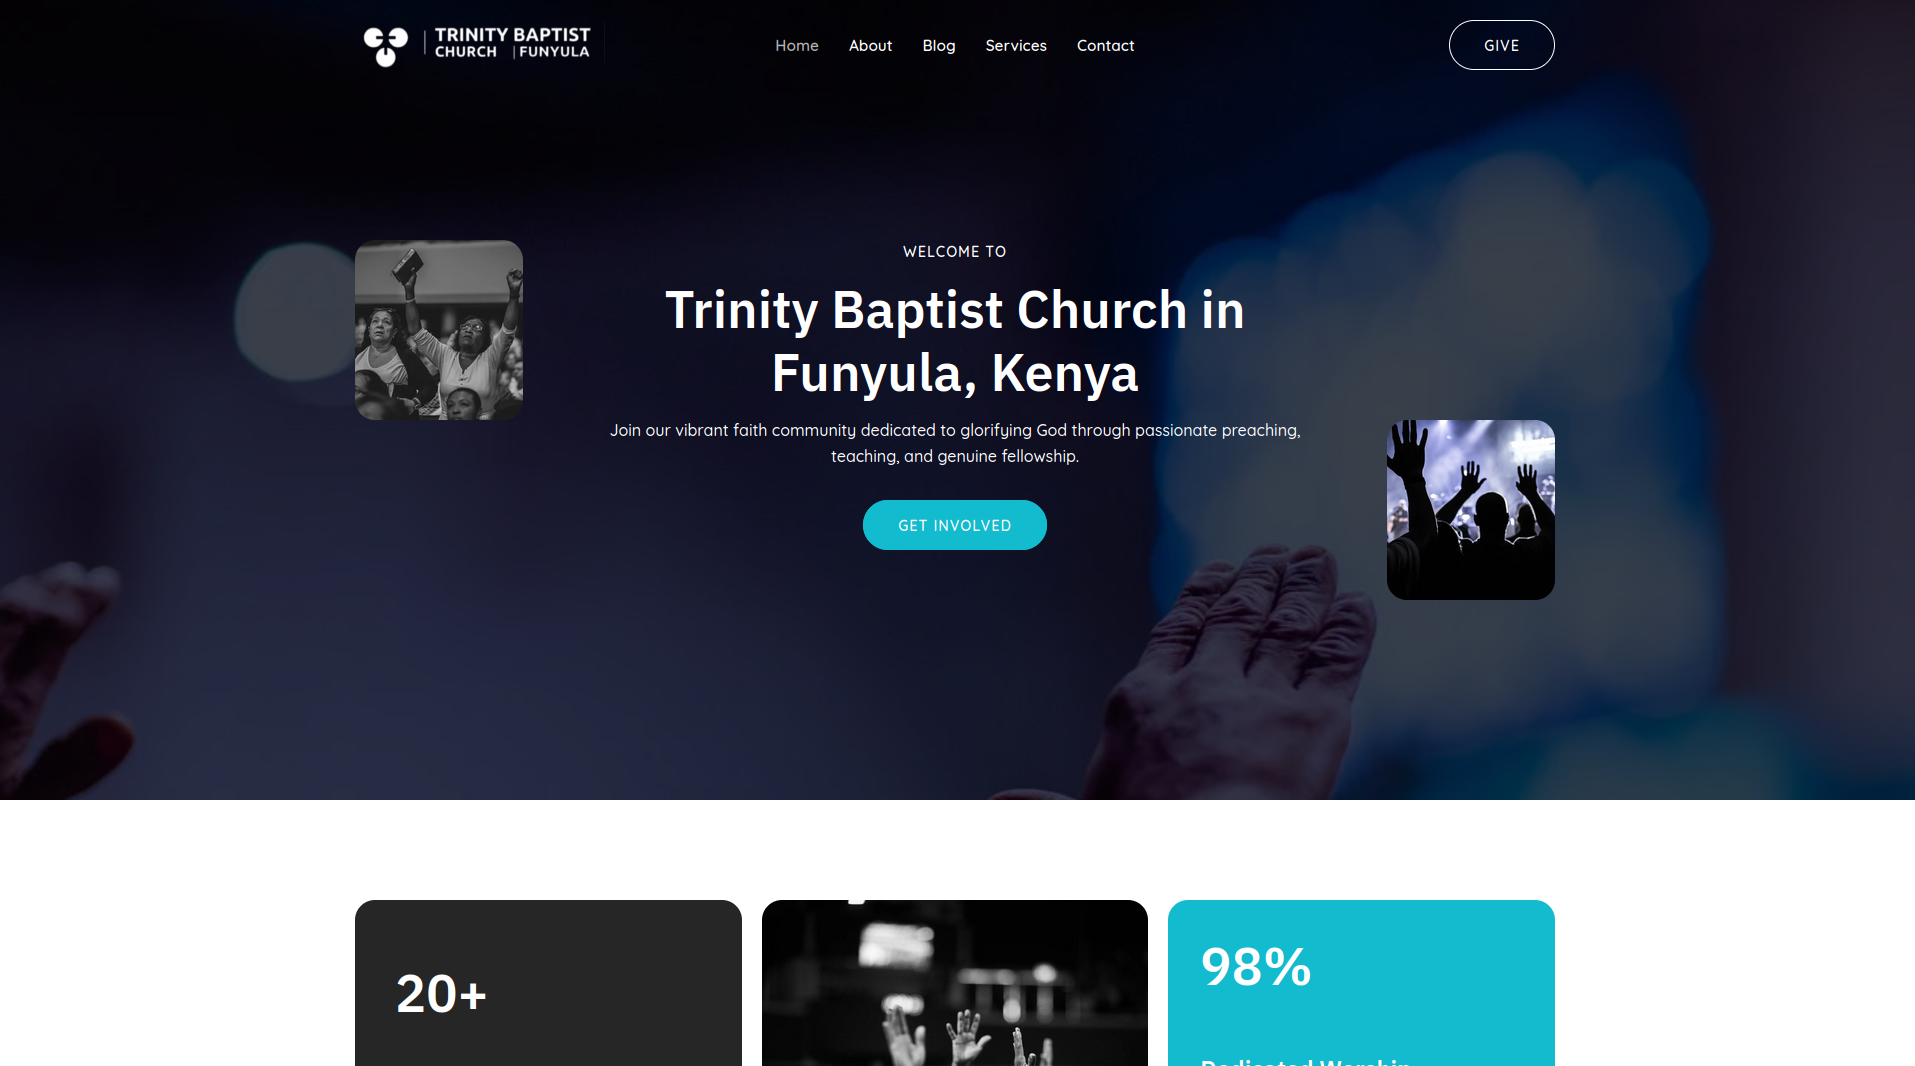 TRINITY BAPTIST
CHURCH | FUNYULA
Home
About
Blog
Services
Contact
GIVE
WELCOME TO
Trinity Baptist Church in
Funyula, Kenya
Join our vibrant faith community dedicated to glorifying God through passionate preaching,
teaching, and genuine fellowship.
GET INVOLVED
20+
98%
Dedicated Worship